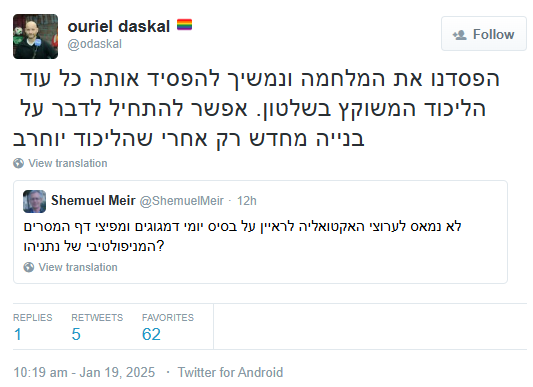 ouriel daskal 🏳️‍🌈
@odaskal
Follow
הפסדנו את המלחמה ונמשיך להפסיד אותה כל עוד
הליכוד המשוקץ בשלטון. אפשר להתחיל לדבר על
בנייה מחדש רק אחרי שהליכוד יוחרב
View translation
Shemuel Meir @ShemuelMeir · 12h
לא נמאס לערוצי האקטואליה לראיין על בסיס יומי דמגוגים ומפיצי דף המסרים
המניפולטיבי של נתניהו?
View translation
REPLIES RETWEETS FAVORITES
1 5 62
10:19 am - Jan 19, 2025 · Twitter for Android